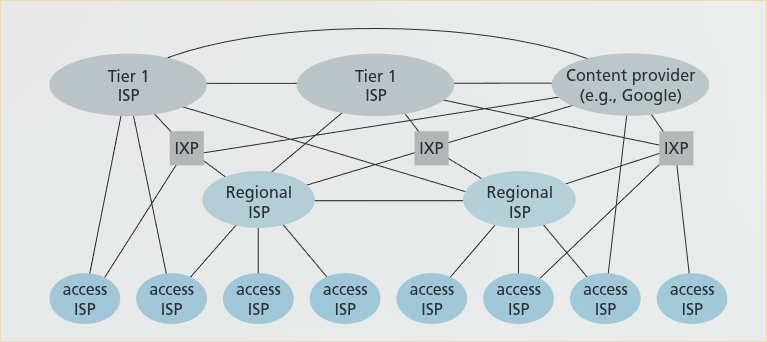 Tier 1
ISP
Tier 1
ISP
Content provider
(e.g., Google)
IXP
IXP
IXP
Regional
ISP
Regional
ISP
access
ISP
access
ISP
access
ISP
access
ISP
access
ISP
access
ISP
access
ISP
access
ISP